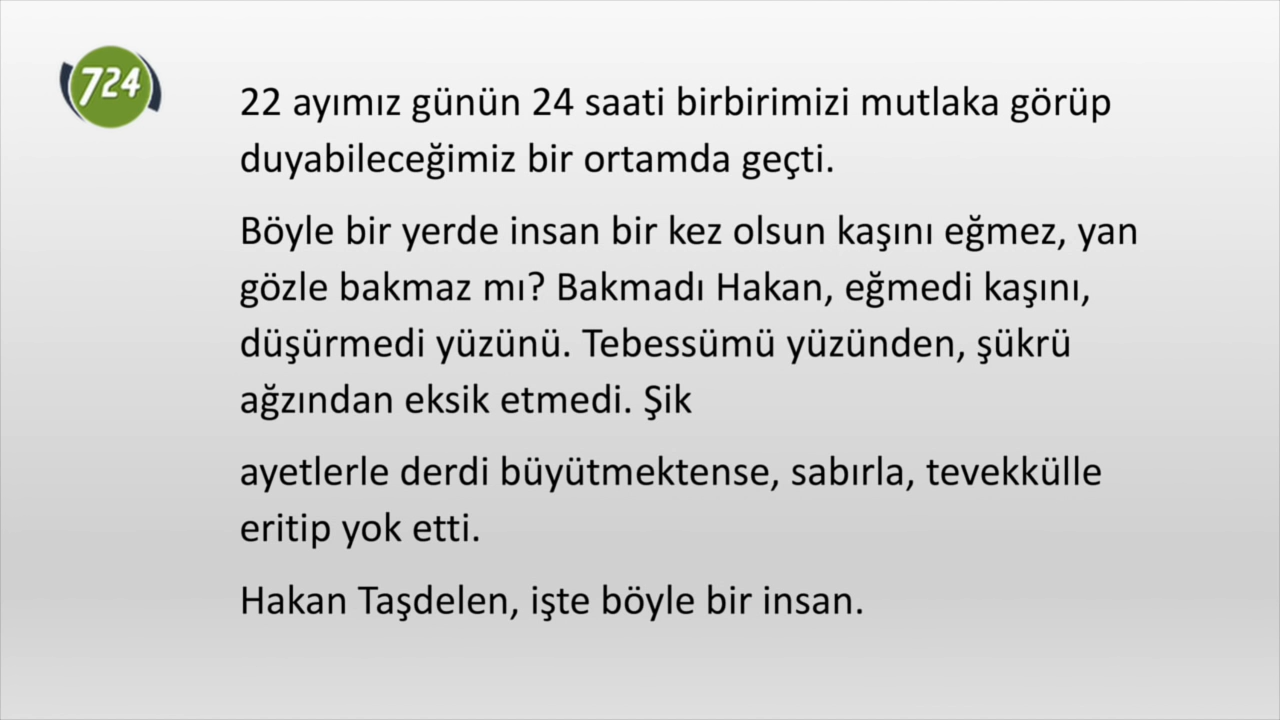 724
22 ayımız günün 24 saati birbirimizi mutlaka görüp
duyabileceğimiz bir ortamda geçti.
Böyle bir yerde insan bir kez olsun kaşını eğmez, yan
gözle bakmaz mı? Bakmadı Hakan, eğmedi kaşını,
düşürmedi yüzünü. Tebessümü yüzünden, şükrü
ağzından eksik etmedi. Şik
ayetlerle derdi büyütmektense, sabırla, tevekkülle
eritip yok etti.
Hakan Taşdelen, işte böyle bir insan.